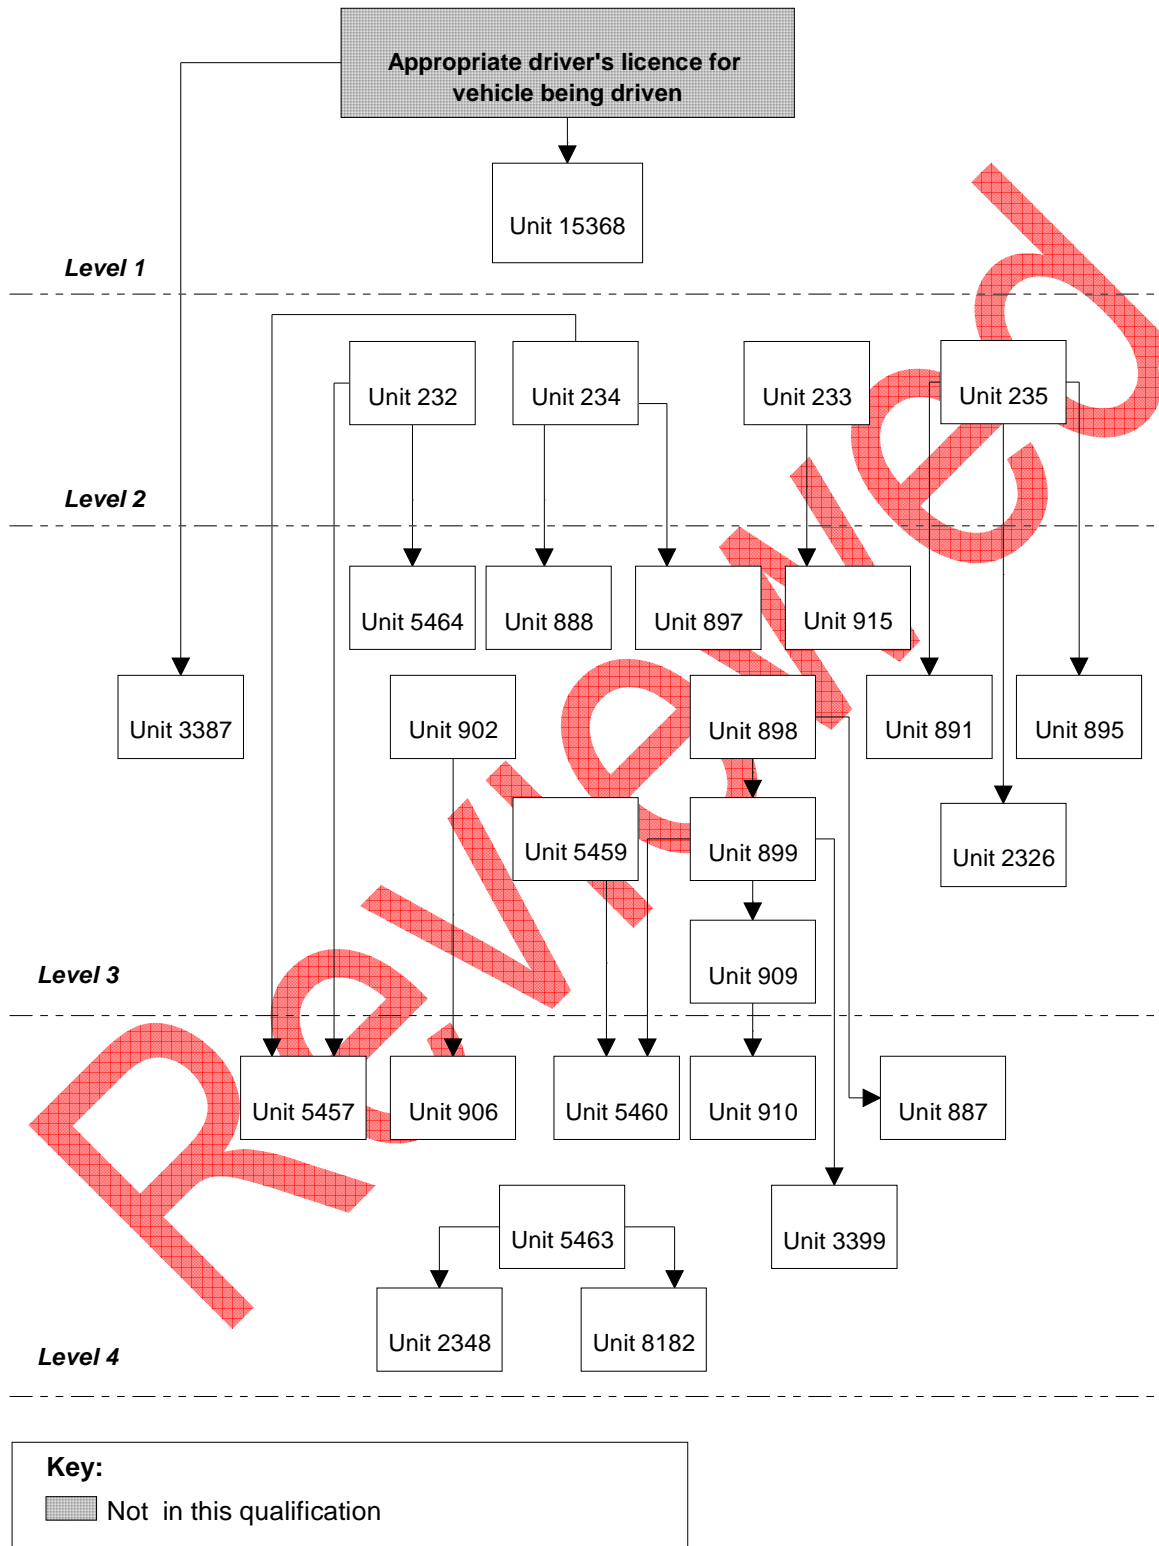 Appropriate driver's licence for
vehicle being driven
Unit 15368
Level 1
Unit 232
Unit 234
Unit 233
Unit 235
Level 2
Unit 5464
Unit 888
Unit 897
Unit 915
Unit 3387
Unit 902
Unit 898
Unit 891
Unit 895
Unit 5459
Unit 899
Unit 2326
Unit 909
Level 3
Unit 5457
Unit 906
Unit 5460
Unit 910
Unit 887
Unit 5463
Unit 3399
Unit 2348
Unit 8182
Level 4
Reviewed
Key:
Not  in this qualification